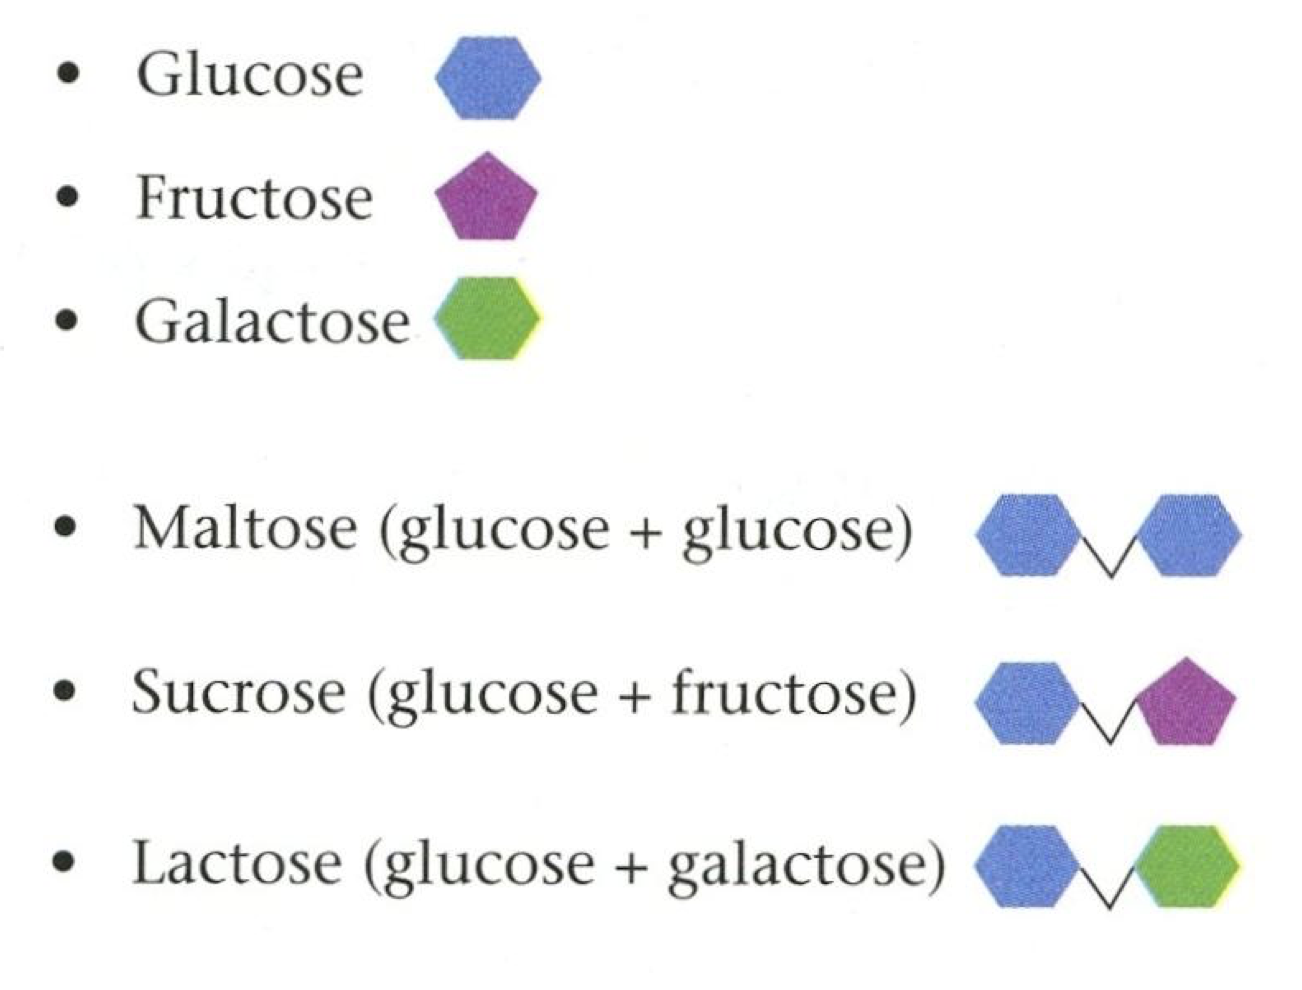 • Glucose
• Fructose
• Galactose
• Maltose (glucose + glucose)
• Sucrose (glucose + fructose)
• Lactose (glucose + galactose)